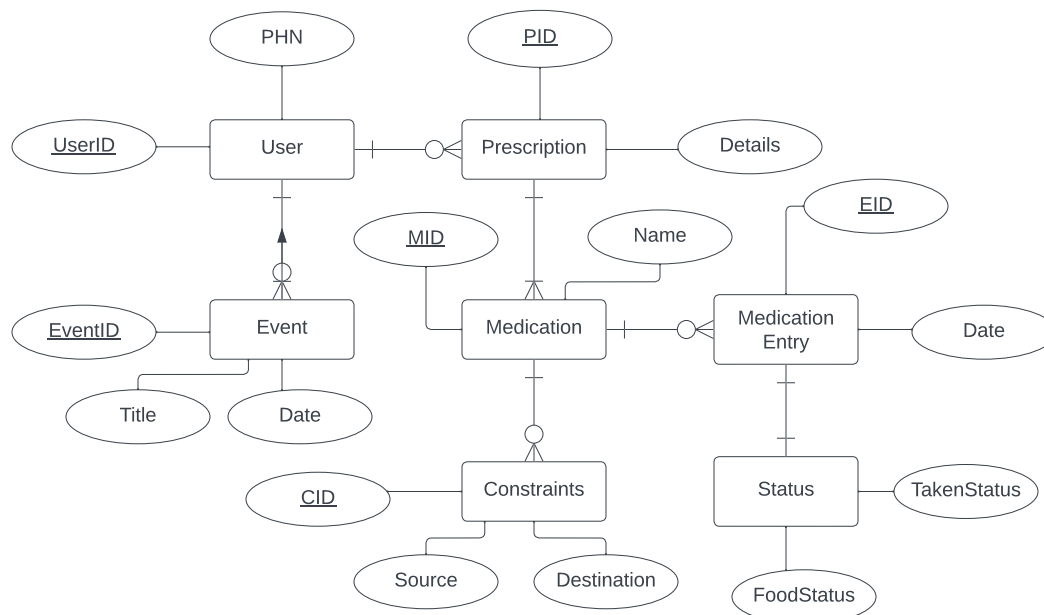 PHN
PID
UserID
User
Prescription
Details
EID
MID
Name
EventID
Event
Medication
Medication
Entry
Date
Title
Date
CID
Constraints
Status
TakenStatus
Source
Destination
FoodStatus